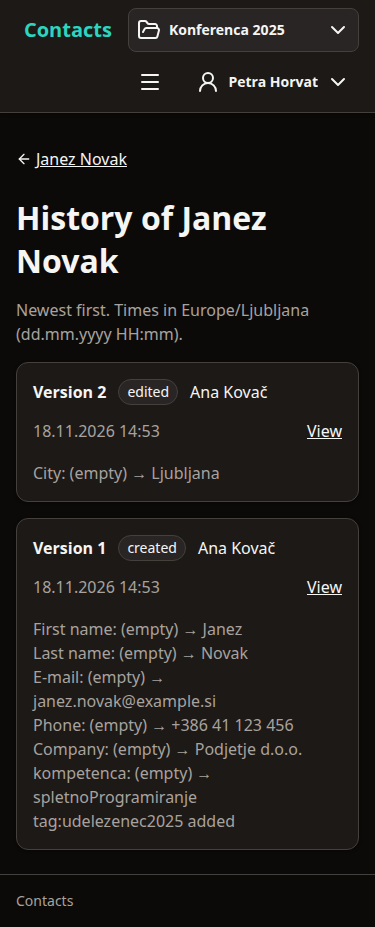 Contacts
Konferenca 2025
Petra Horvat
← Janez Novak
History of Janez
Novak
Newest first. Times in Europe/Ljubljana
(dd.mm.yyyy HH:mm).
Version 2 edited Ana Kovač
18.11.2026 14:53 View
City: (empty) → Ljubljana
Version 1 created Ana Kovač
18.11.2026 14:53 View
First name: (empty) → Janez
Last name: (empty) → Novak
E-mail: (empty) →
janez.novak@example.si
Phone: (empty) → +386 41 123 456
Company: (empty) → Podjetje d.o.o.
kompetenca: (empty) →
spletnoProgramiranje
tag:udelezenec2025 added
Contacts